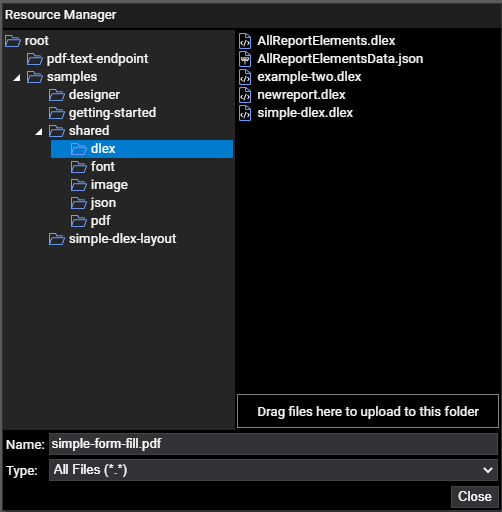 Resource Manager
root
pdf-text-endpoint
samples
designer
getting-started
shared
dlex
font
image
json
pdf
simple-dlex-layout
AllReportElements.dlex
AllReportElementsData.json
example-two.dlex
newreport.dlex
simple-dlex.dlex
Drag files here to upload to this folder
Name: simple-form-fill.pdf
Type: All Files (*.*)
Close